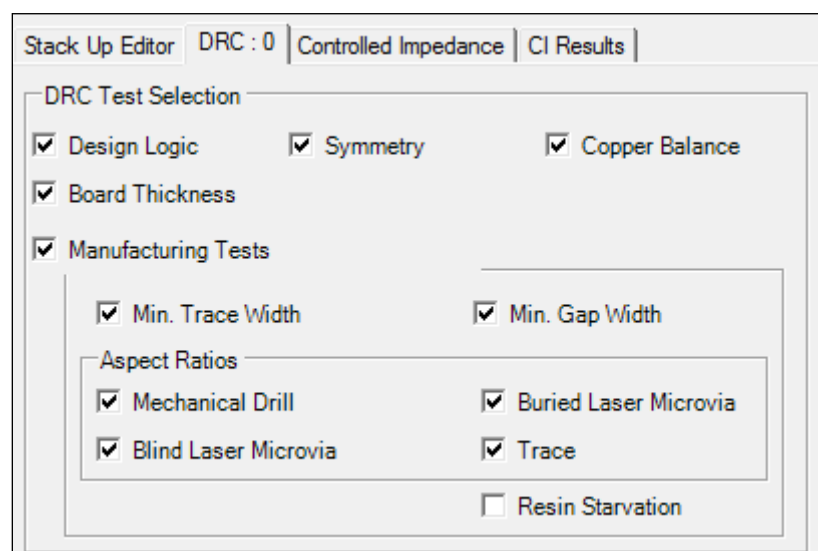 Stack Up Editor DRC : 0 Controlled Impedance CI Results
DRC Test Selection
Design Logic Symmetry Copper Balance
Board Thickness
Manufacturing Tests
Min. Trace Width Min. Gap Width
Aspect Ratios
Mechanical Drill Buried Laser Microvia
Blind Laser Microvia Trace
Resin Starvation